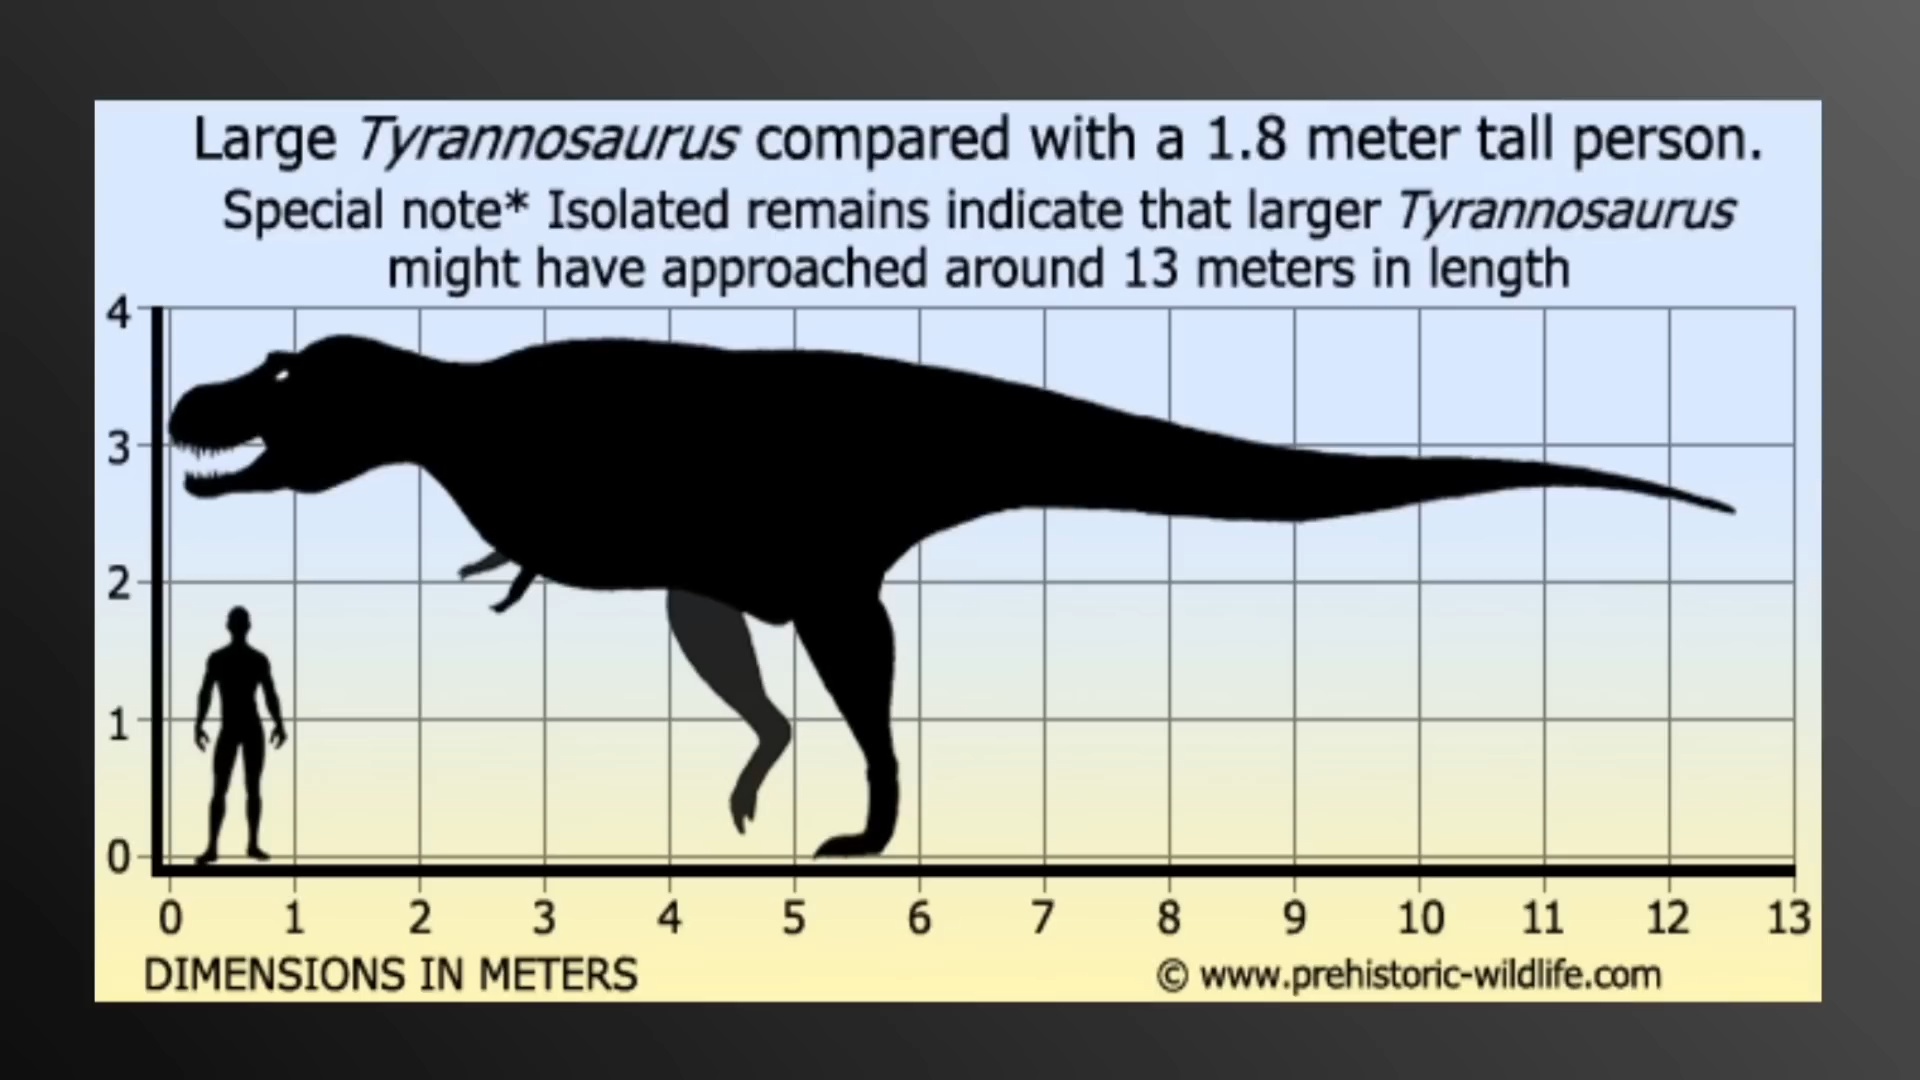 Large Tyrannosaurus compared with a 1.8 meter tall person.
Special note* Isolated remains indicate that larger Tyrannosaurus
might have approached around 13 meters in length
4
3
2
1
0
0 1 2 3 4 5 6 7 8 9 10 11 12 13
DIMENSIONS IN METERS
© www.prehistoric-wildlife.com